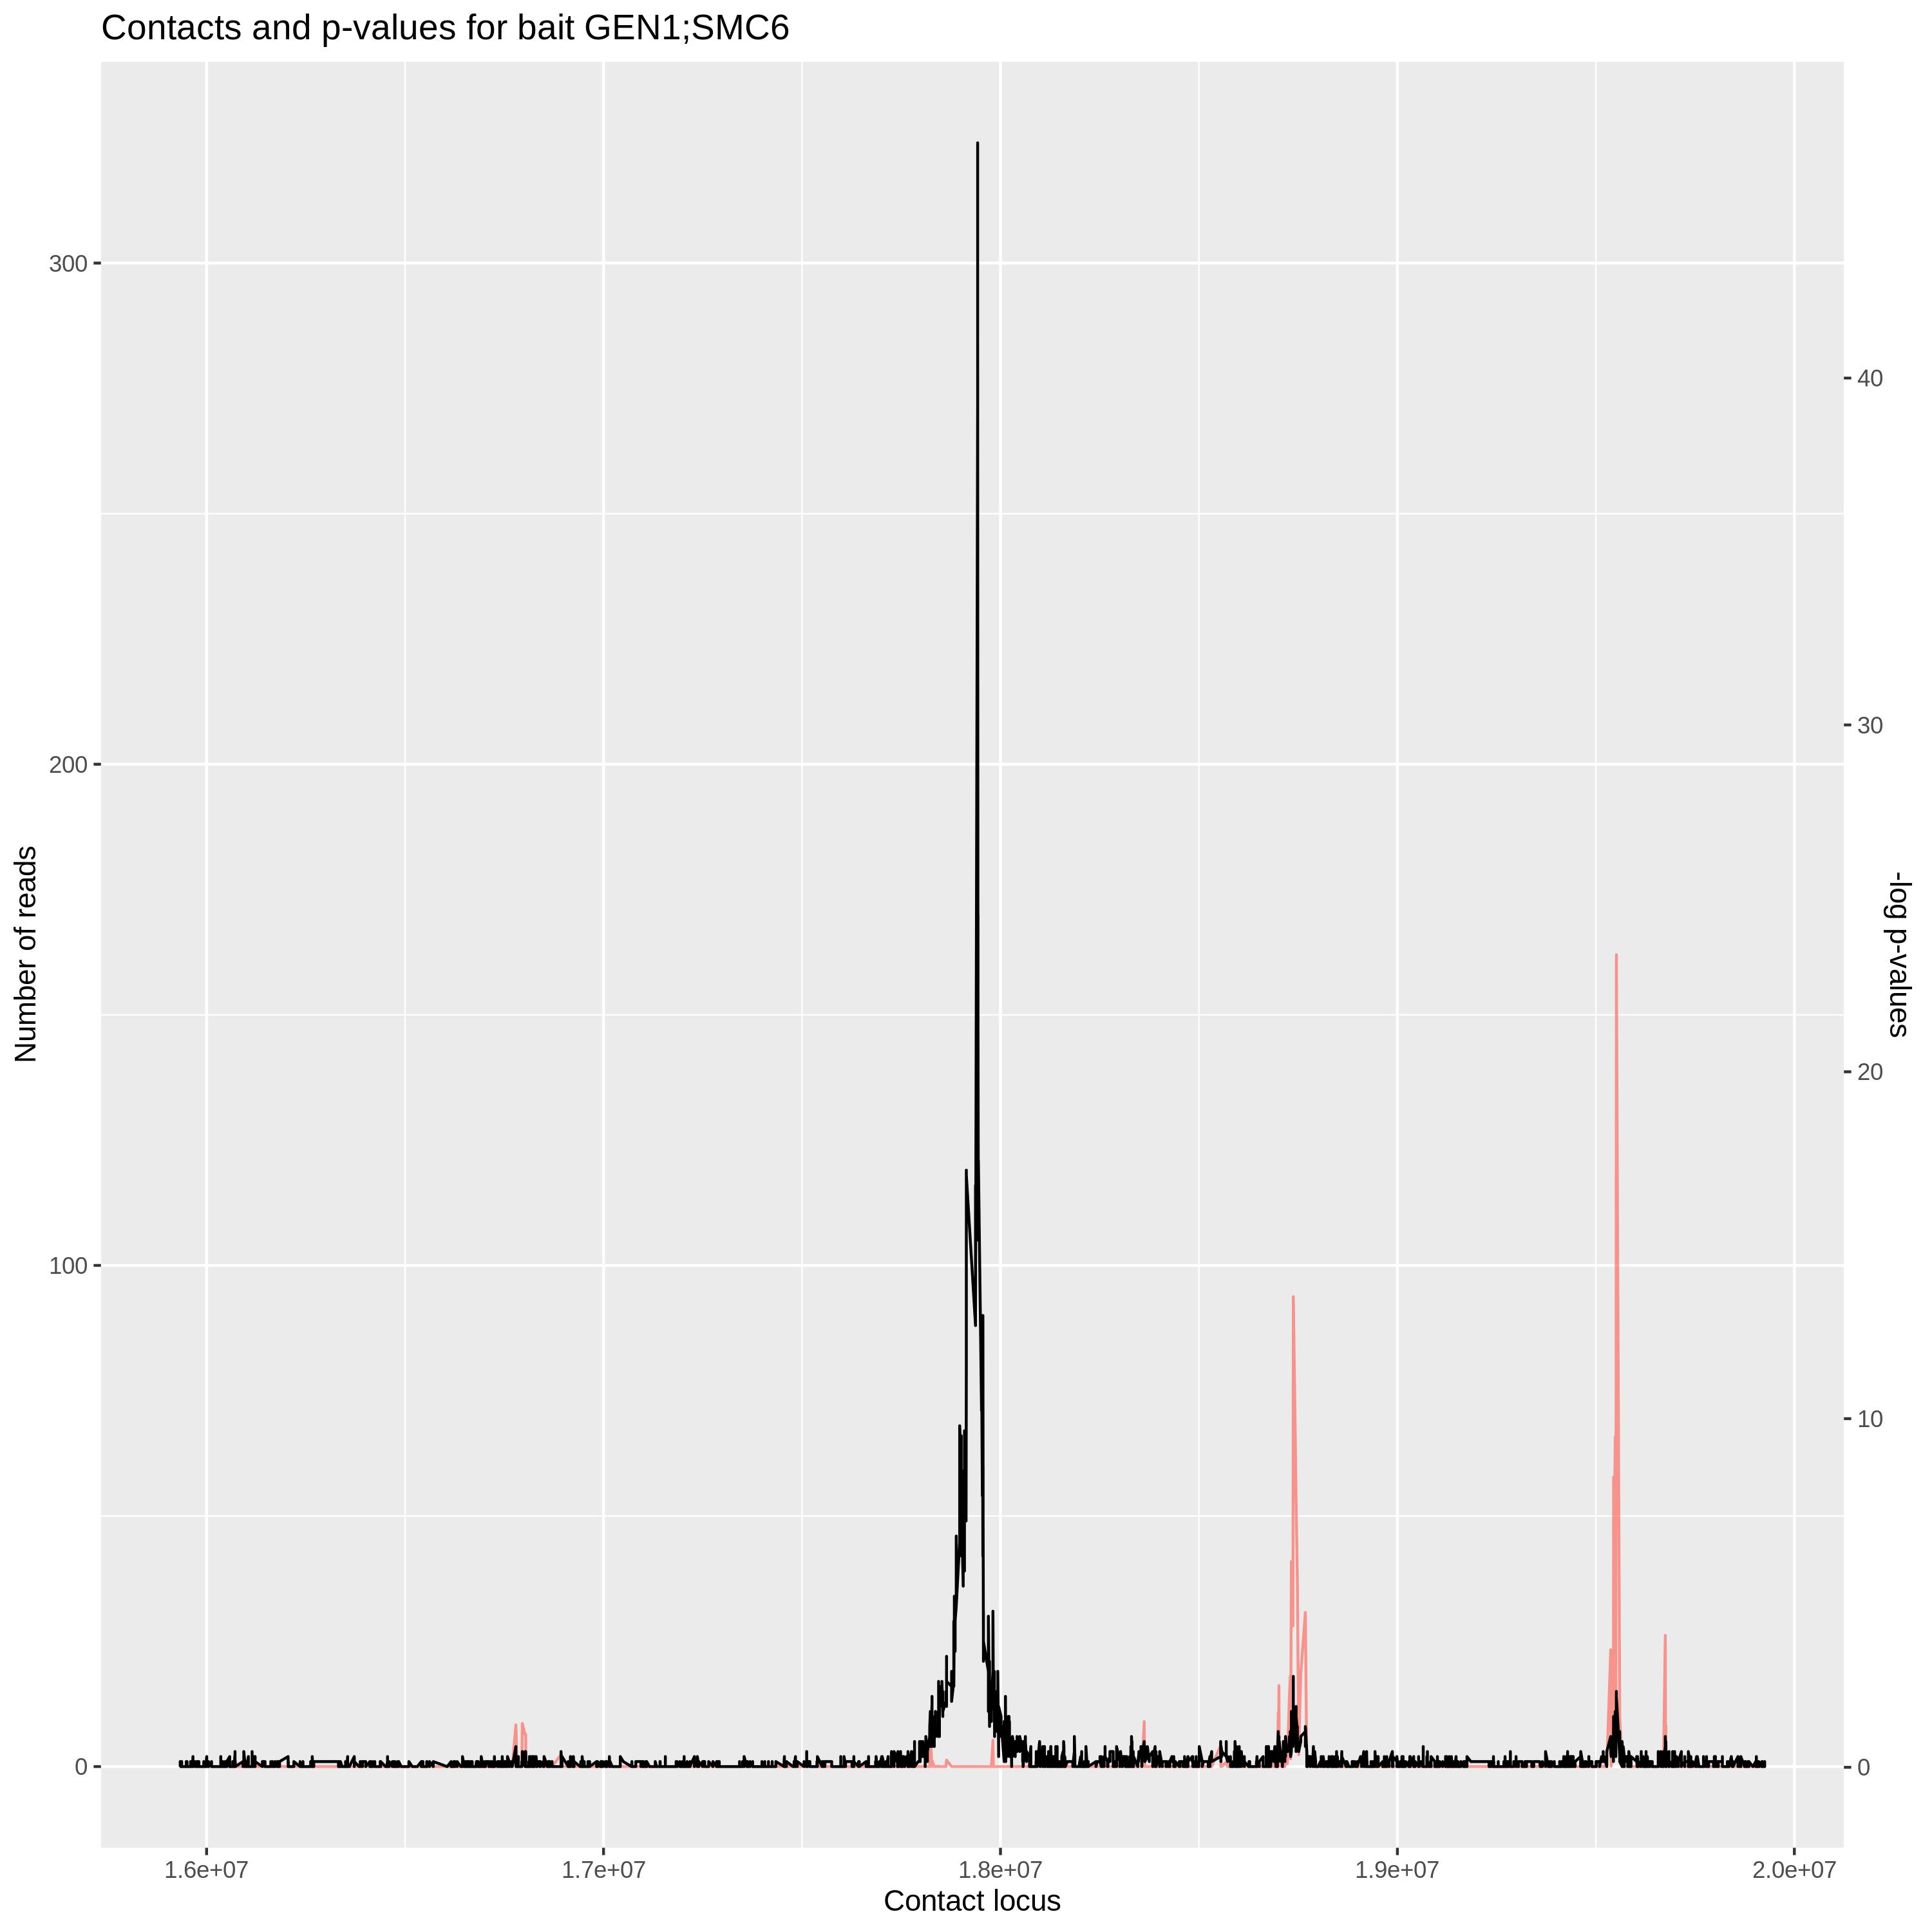 Contacts and p-values for bait GEN1;SMC6
300
200
100
0
Number of reads
40
30
20
10
0
-log p-values
1.6e+07
1.7e+07
1.8e+07
1.9e+07
2.0e+07
Contact locus